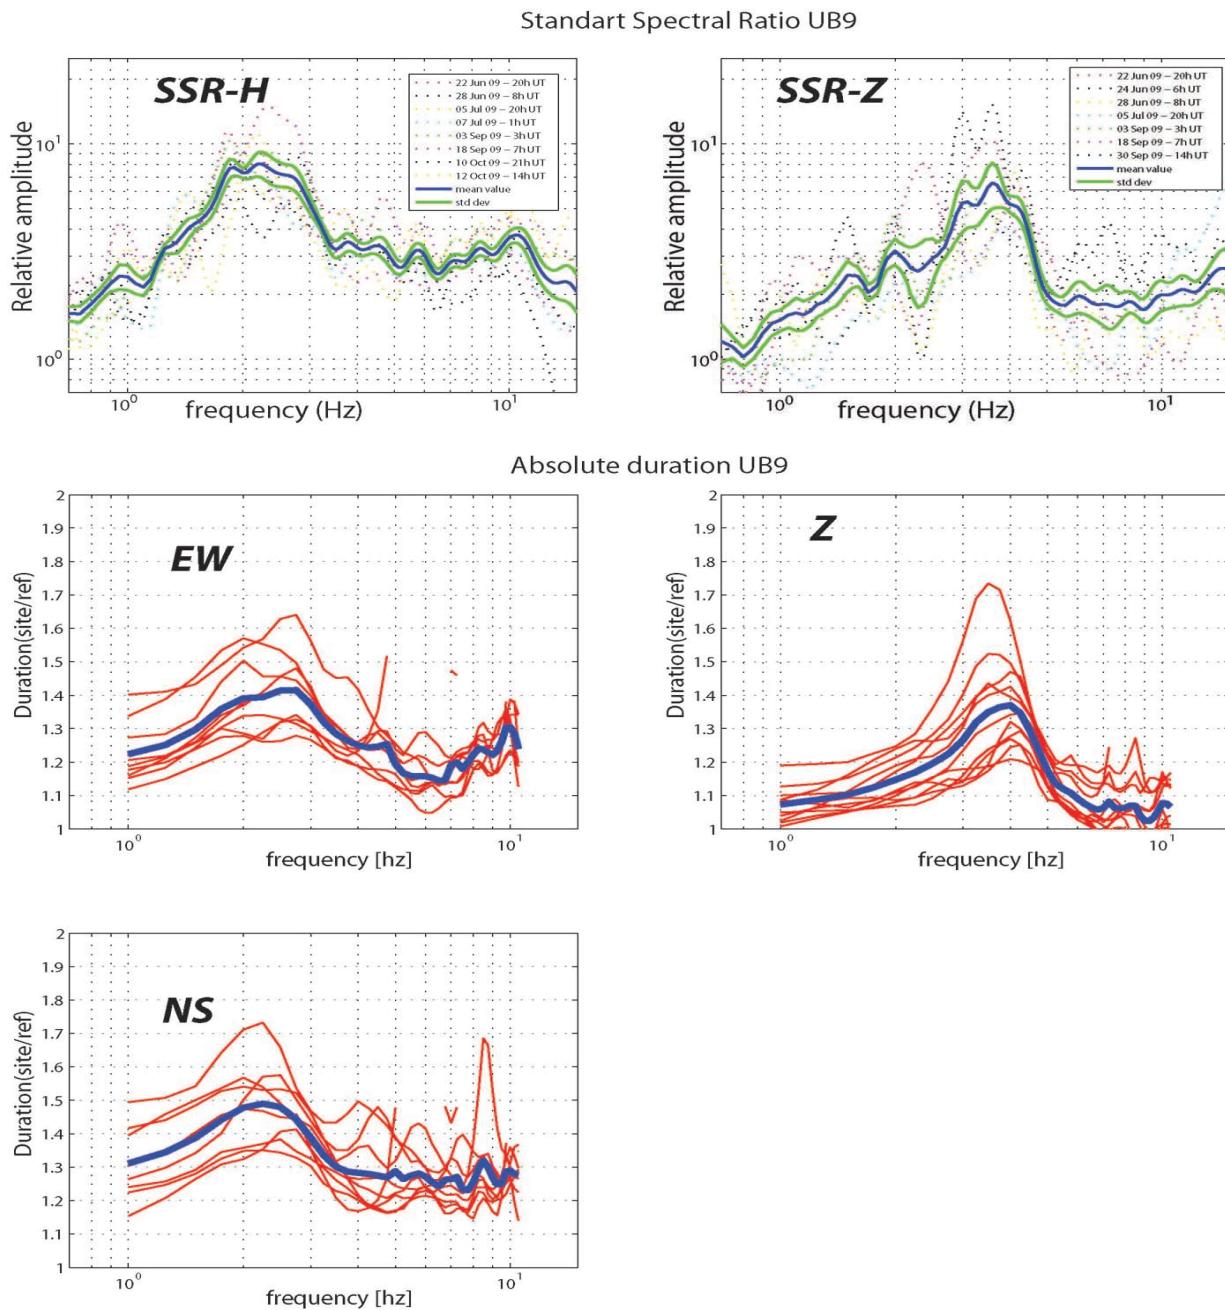 Standart Spectral Ratio UB9
SSR-H
22 Jun 09 – 20h UT
28 Jun 09 – 8h UT
05 Jul 09 – 20h UT
07 Jul 09 – 1h UT
03 Sep 09 – 3h UT
18 Sep 09 – 7h UT
10 Oct 09 – 21h UT
12 Oct 09 – 14h UT
mean value
std dev
Relative amplitude
10¹
10⁰
10⁰
10¹
frequency (Hz)
SSR-Z
22 Jun 09 – 20h UT
24 Jun 09 – 6h UT
28 Jun 09 – 8h UT
05 Jul 09 – 20h UT
03 Sep 09 – 3h UT
18 Sep 09 – 7h UT
30 Sep 09 – 14h UT
mean value
std dev
Relative amplitude
10¹
10⁰
10⁰
10¹
frequency (Hz)
Absolute duration UB9
EW
Duration(site/ref)
2
1.9
1.8
1.7
1.6
1.5
1.4
1.3
1.2
1.1
1
10⁰
10¹
frequency [hz]
Z
Duration(site/ref)
2
1.9
1.8
1.7
1.6
1.5
1.4
1.3
1.2
1.1
1
10⁰
10¹
frequency [hz]
NS
Duration(site/ref)
2
1.9
1.8
1.7
1.6
1.5
1.4
1.3
1.2
1.1
1
10⁰
10¹
frequency [hz]